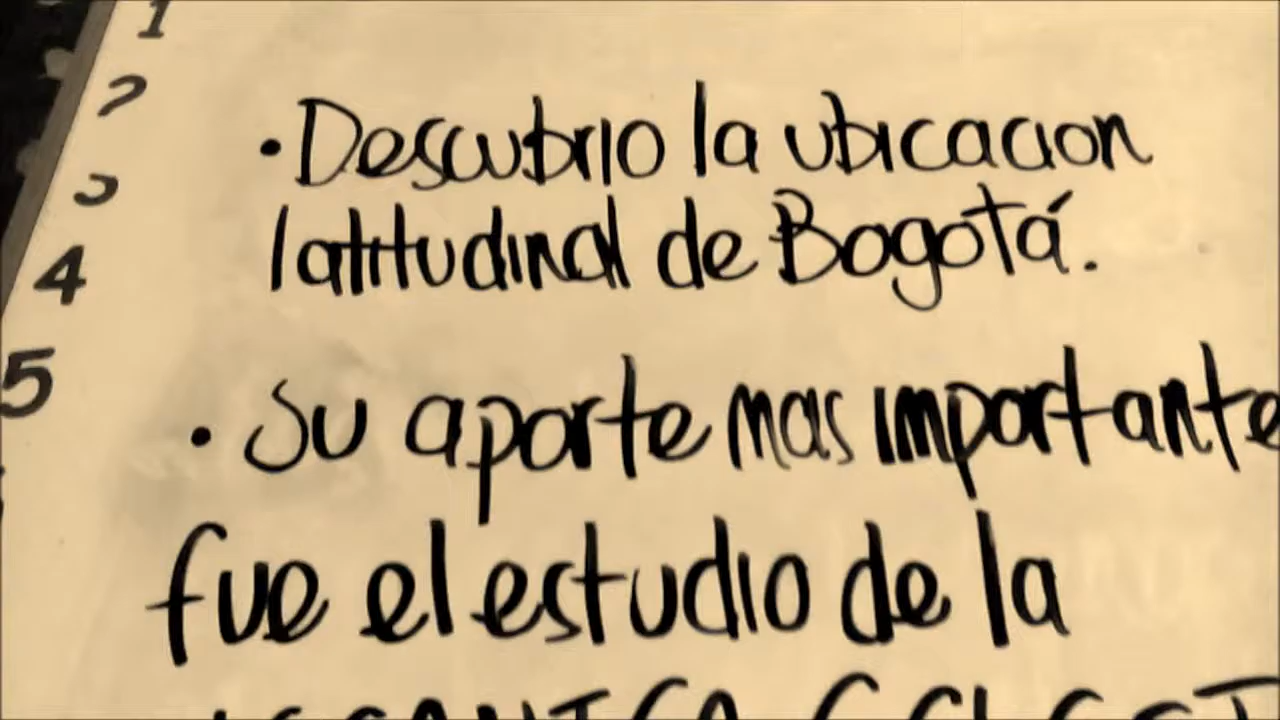 1
2
3
4
5
• Descubrio la ubicacion
latitudinal de Bogotá.
• Su aporte mas importante
fue el estudio de la